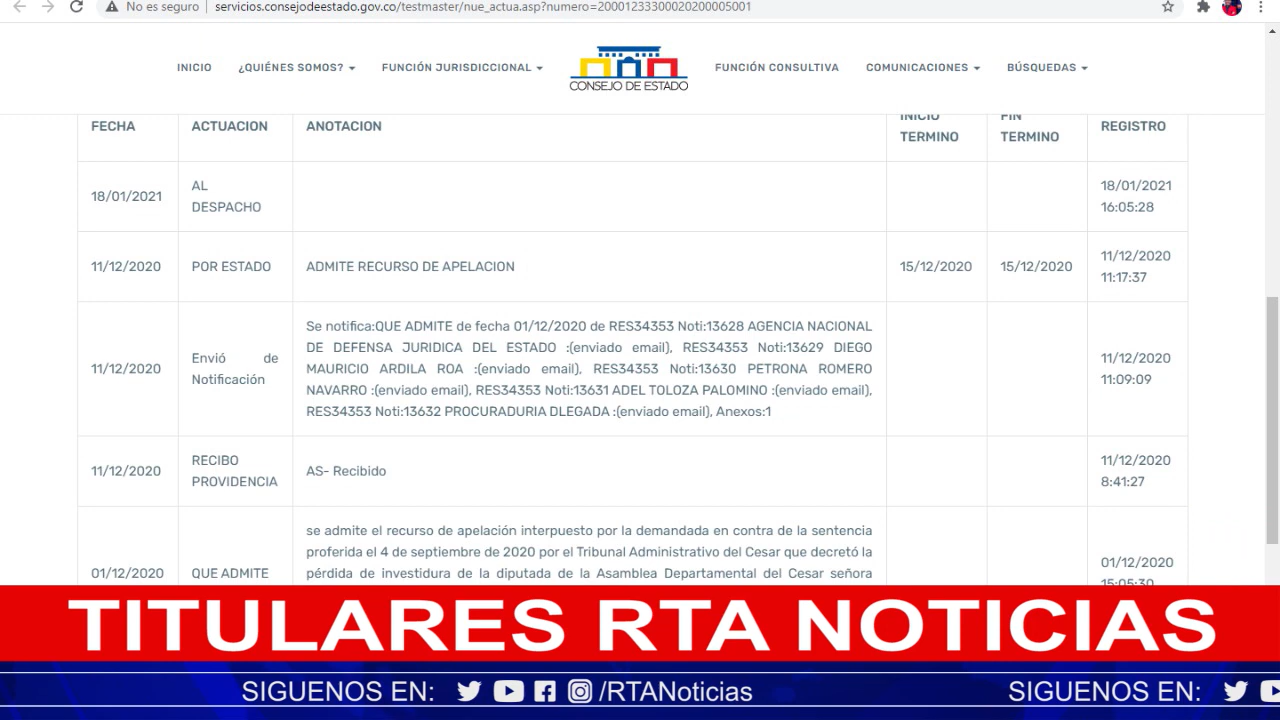 No es seguro
servicios.consejodeestado.gov.co/testmaster/nue_actua.asp?numero=20001233300020200005001
INICIO ¿QUIÉNES SOMOS? FUNCIÓN JURISDICCIONAL CONSEJO DE ESTADO FUNCIÓN CONSULTIVA COMUNICACIONES BÚSQUEDAS
FECHA ACTUACION ANOTACION INICIO TERMINO FIN TERMINO REGISTRO
18/01/2021
AL
DESPACHO
18/01/2021
16:05:28
11/12/2020
POR ESTADO
ADMITE RECURSO DE APELACION
15/12/2020
15/12/2020
11/12/2020
11:17:37
11/12/2020
Envió de
Notificación
Se notifica:QUE ADMITE de fecha 01/12/2020 de RES34353 Noti:13628 AGENCIA NACIONAL
DE DEFENSA JURIDICA DEL ESTADO :(enviado email), RES34353 Noti:13629 DIEGO
MAURICIO ARDILA ROA :(enviado email), RES34353 Noti:13630 PETRONA ROMERO
NAVARRO :(enviado email), RES34353 Noti:13631 ADEL TOLOZA PALOMINO :(enviado email),
RES34353 Noti:13632 PROCURADURIA DLEGADA :(enviado email), Anexos:1
11/12/2020
11:09:09
11/12/2020
RECIBO
PROVIDENCIA
AS- Recibido
11/12/2020
8:41:27
01/12/2020
QUE ADMITE
se admite el recurso de apelación interpuesto por la demandada en contra de la sentencia
proferida el 4 de septiembre de 2020 por el Tribunal Administrativo del Cesar que decretó la
pérdida de investidura de la diputada de la Asamblea Departamental del Cesar señora
01/12/2020
15:05:30
TITULARES RTA NOTICIAS
SIGUENOS EN: /RTANoticias SIGUENOS EN: